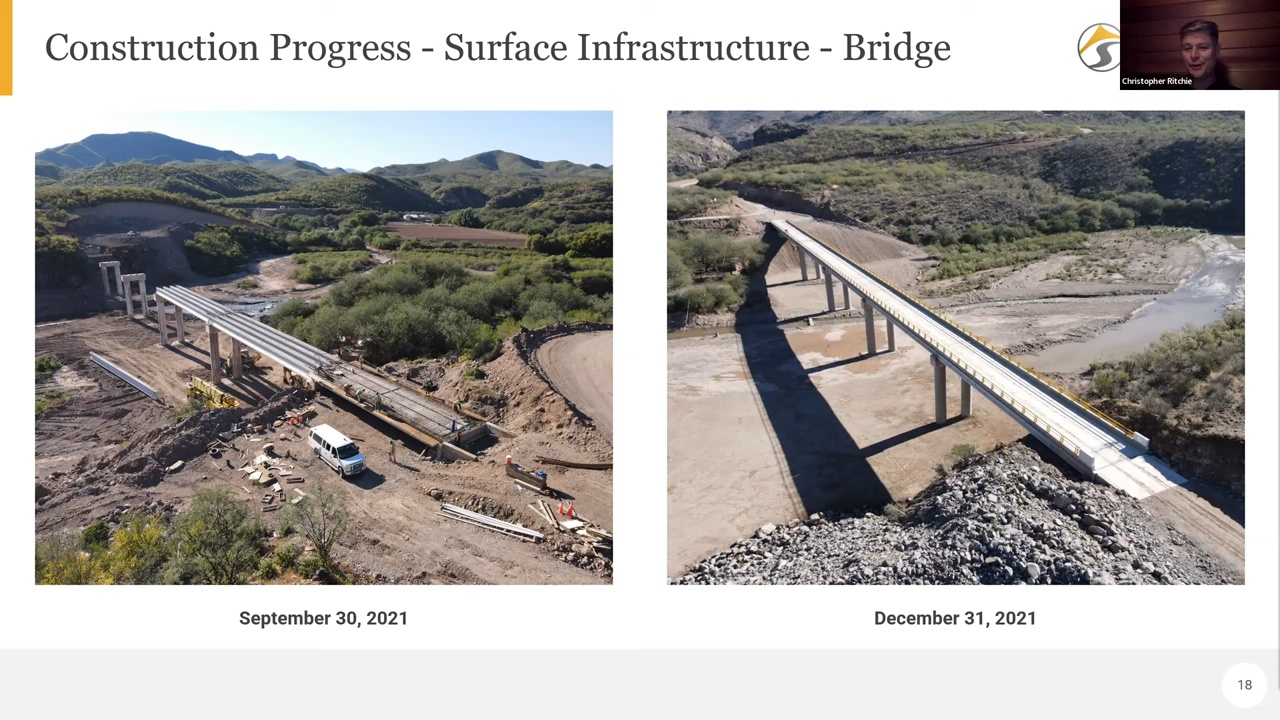 Construction Progress - Surface Infrastructure - Bridge
Christopher Ritchie
September 30, 2021
December 31, 2021
18